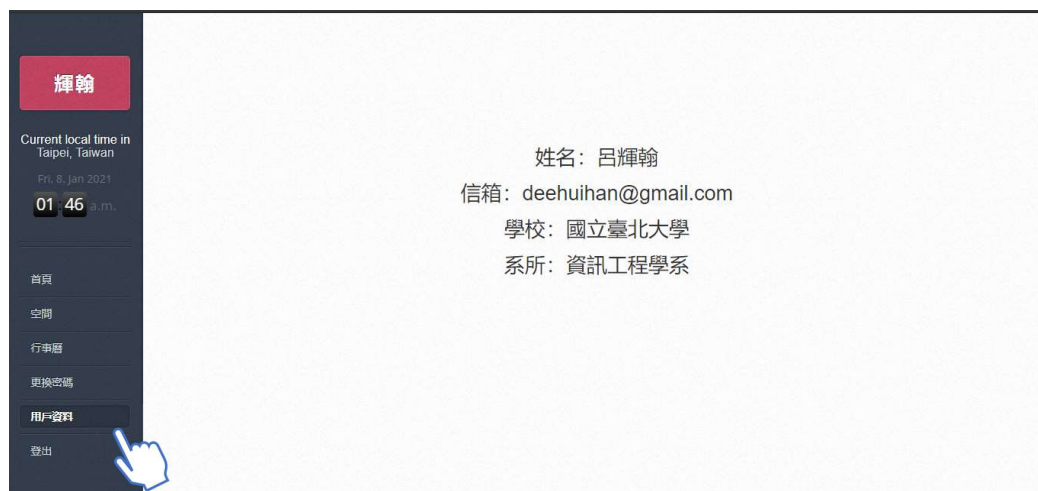 輝翰
Current local time in
Taipei, Taiwan
Fri, 8. Jan 2021
01 46 a.m.
首頁
空間
行事曆
更換密碼
用戶資料
登出
姓名：呂輝翰
信箱：deehuihan@gmail.com
學校：國立臺北大學
系所：資訊工程學系